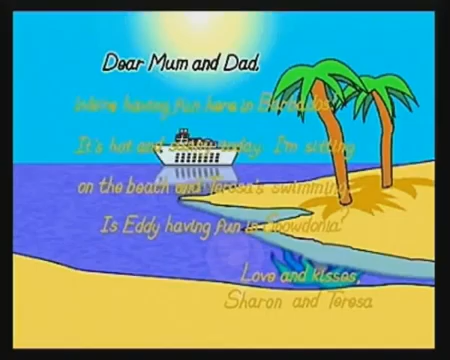 Dear Mum and Dad,
We're having fun here in Barbados!
It's hot and sunny today. I'm sitting
on the beach and Teresa's swimming.
Is Eddy having fun in Snowdonia?
Love and kisses,
Sharon and Teresa